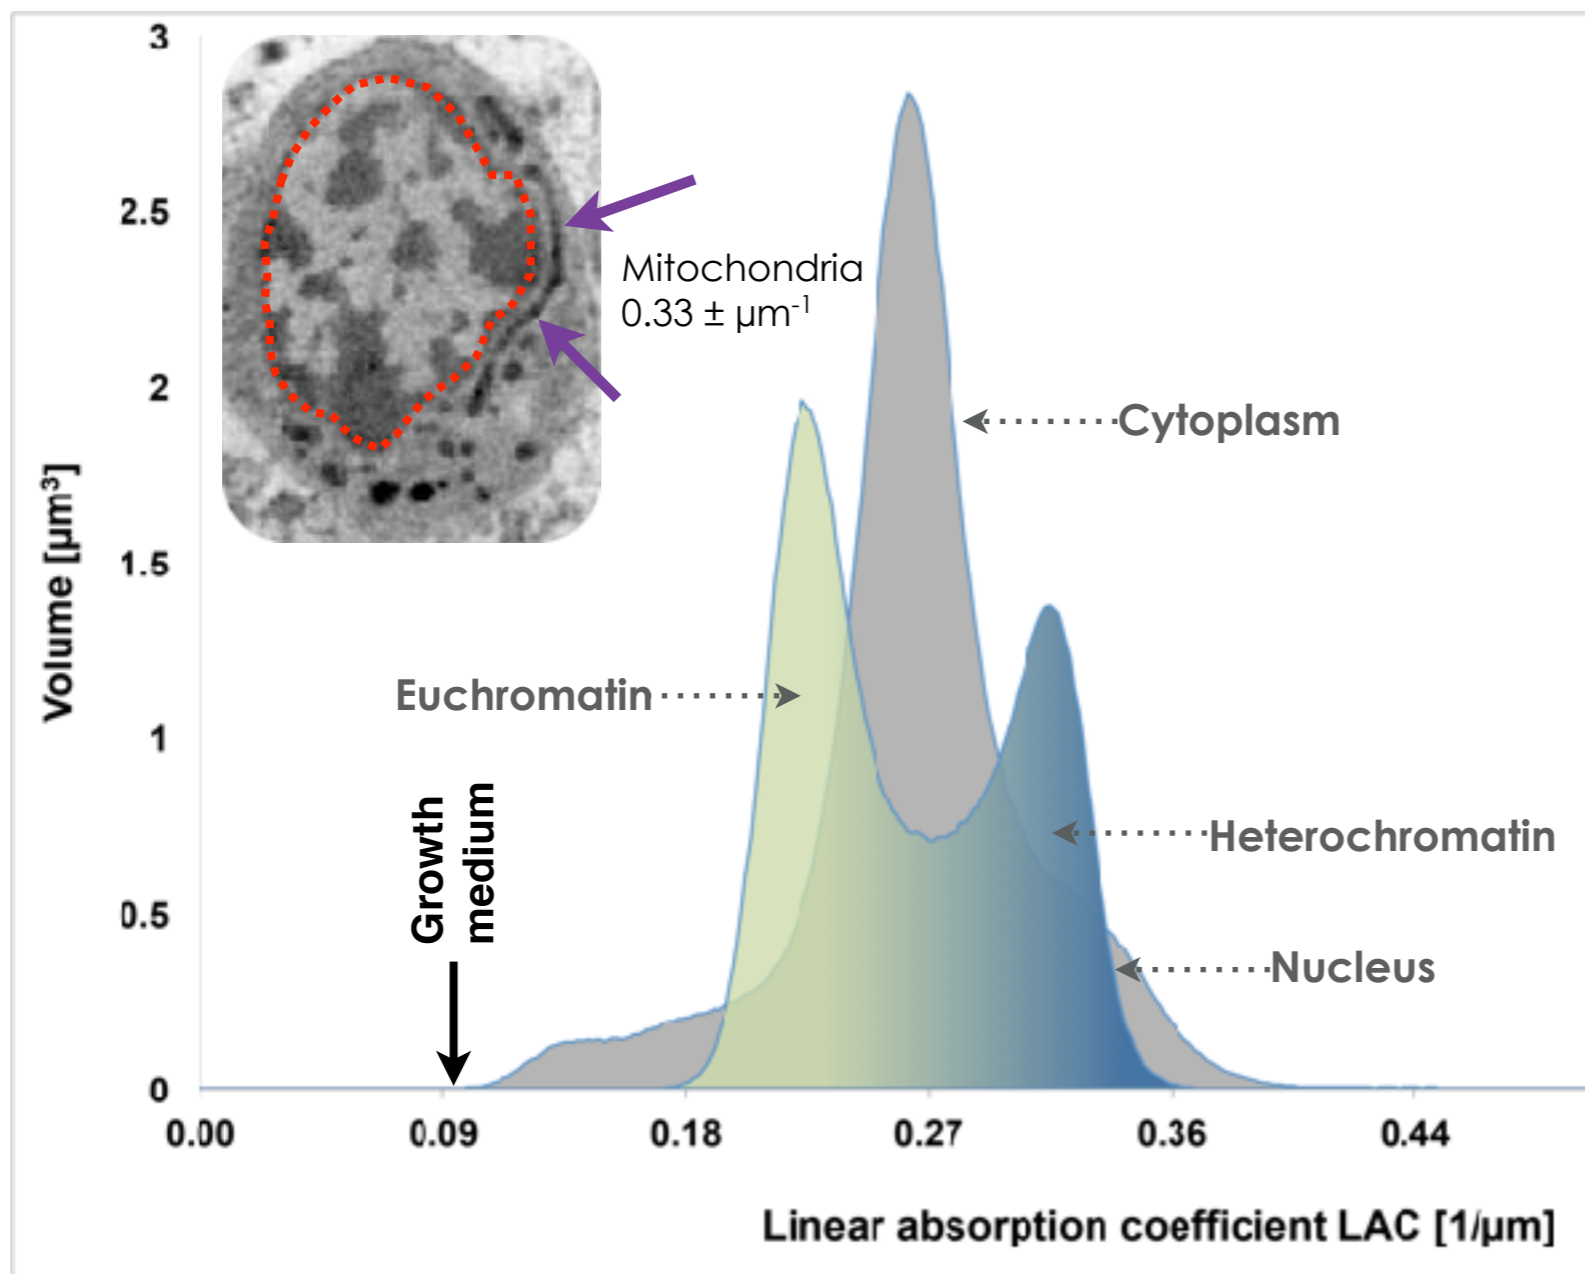 3
2.5
2
1.5
1
0.5
0
Volume [µm³]
Mitochondria
0.33 ± µm⁻¹
Cytoplasm
Euchromatin
Growth
medium
Heterochromatin
Nucleus
0.00 0.09 0.18 0.27 0.36 0.44
Linear absorption coefficient LAC [1/µm]